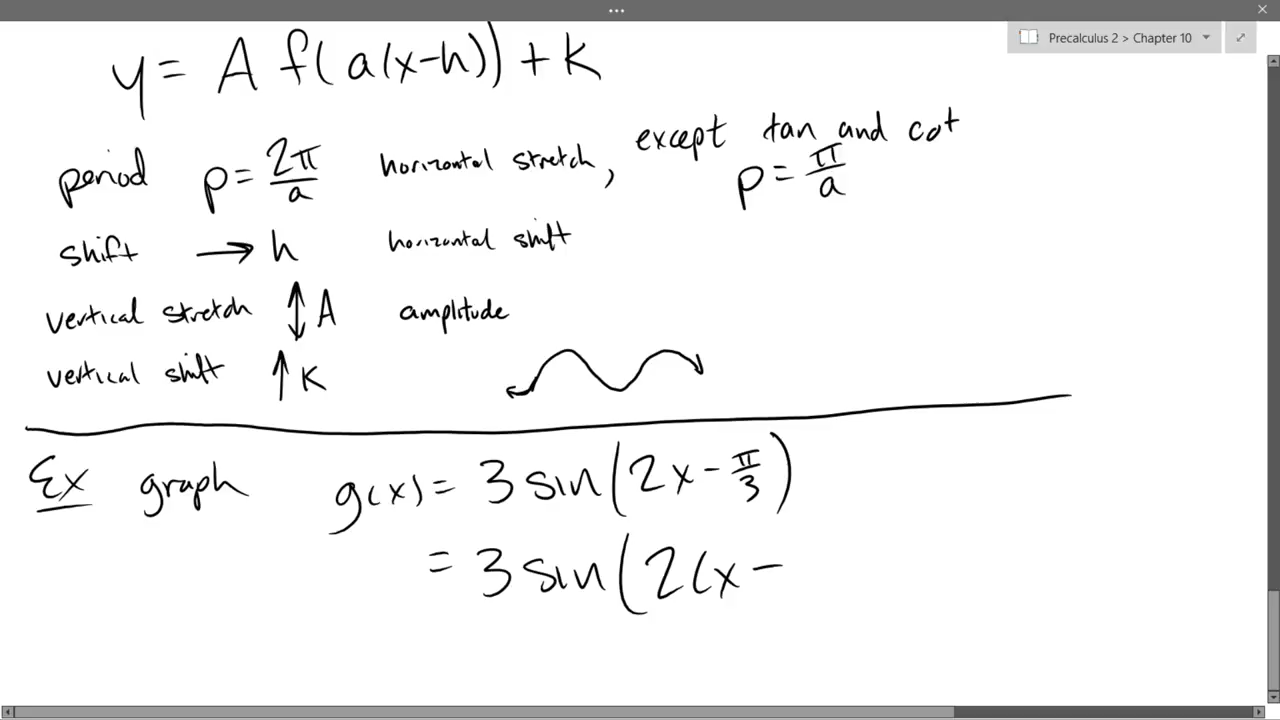 Precalculus 2 > Chapter 10
y = A f(a(x-h)) + K
period p = 2π/a horizontal stretch, except tan and cot p = π/a
shift → h horizontal shift
vertical stretch ↕ A amplitude
vertical shift ↑ K
Ex graph g(x) = 3 sin(2x - π/3)
= 3 sin(2(x -